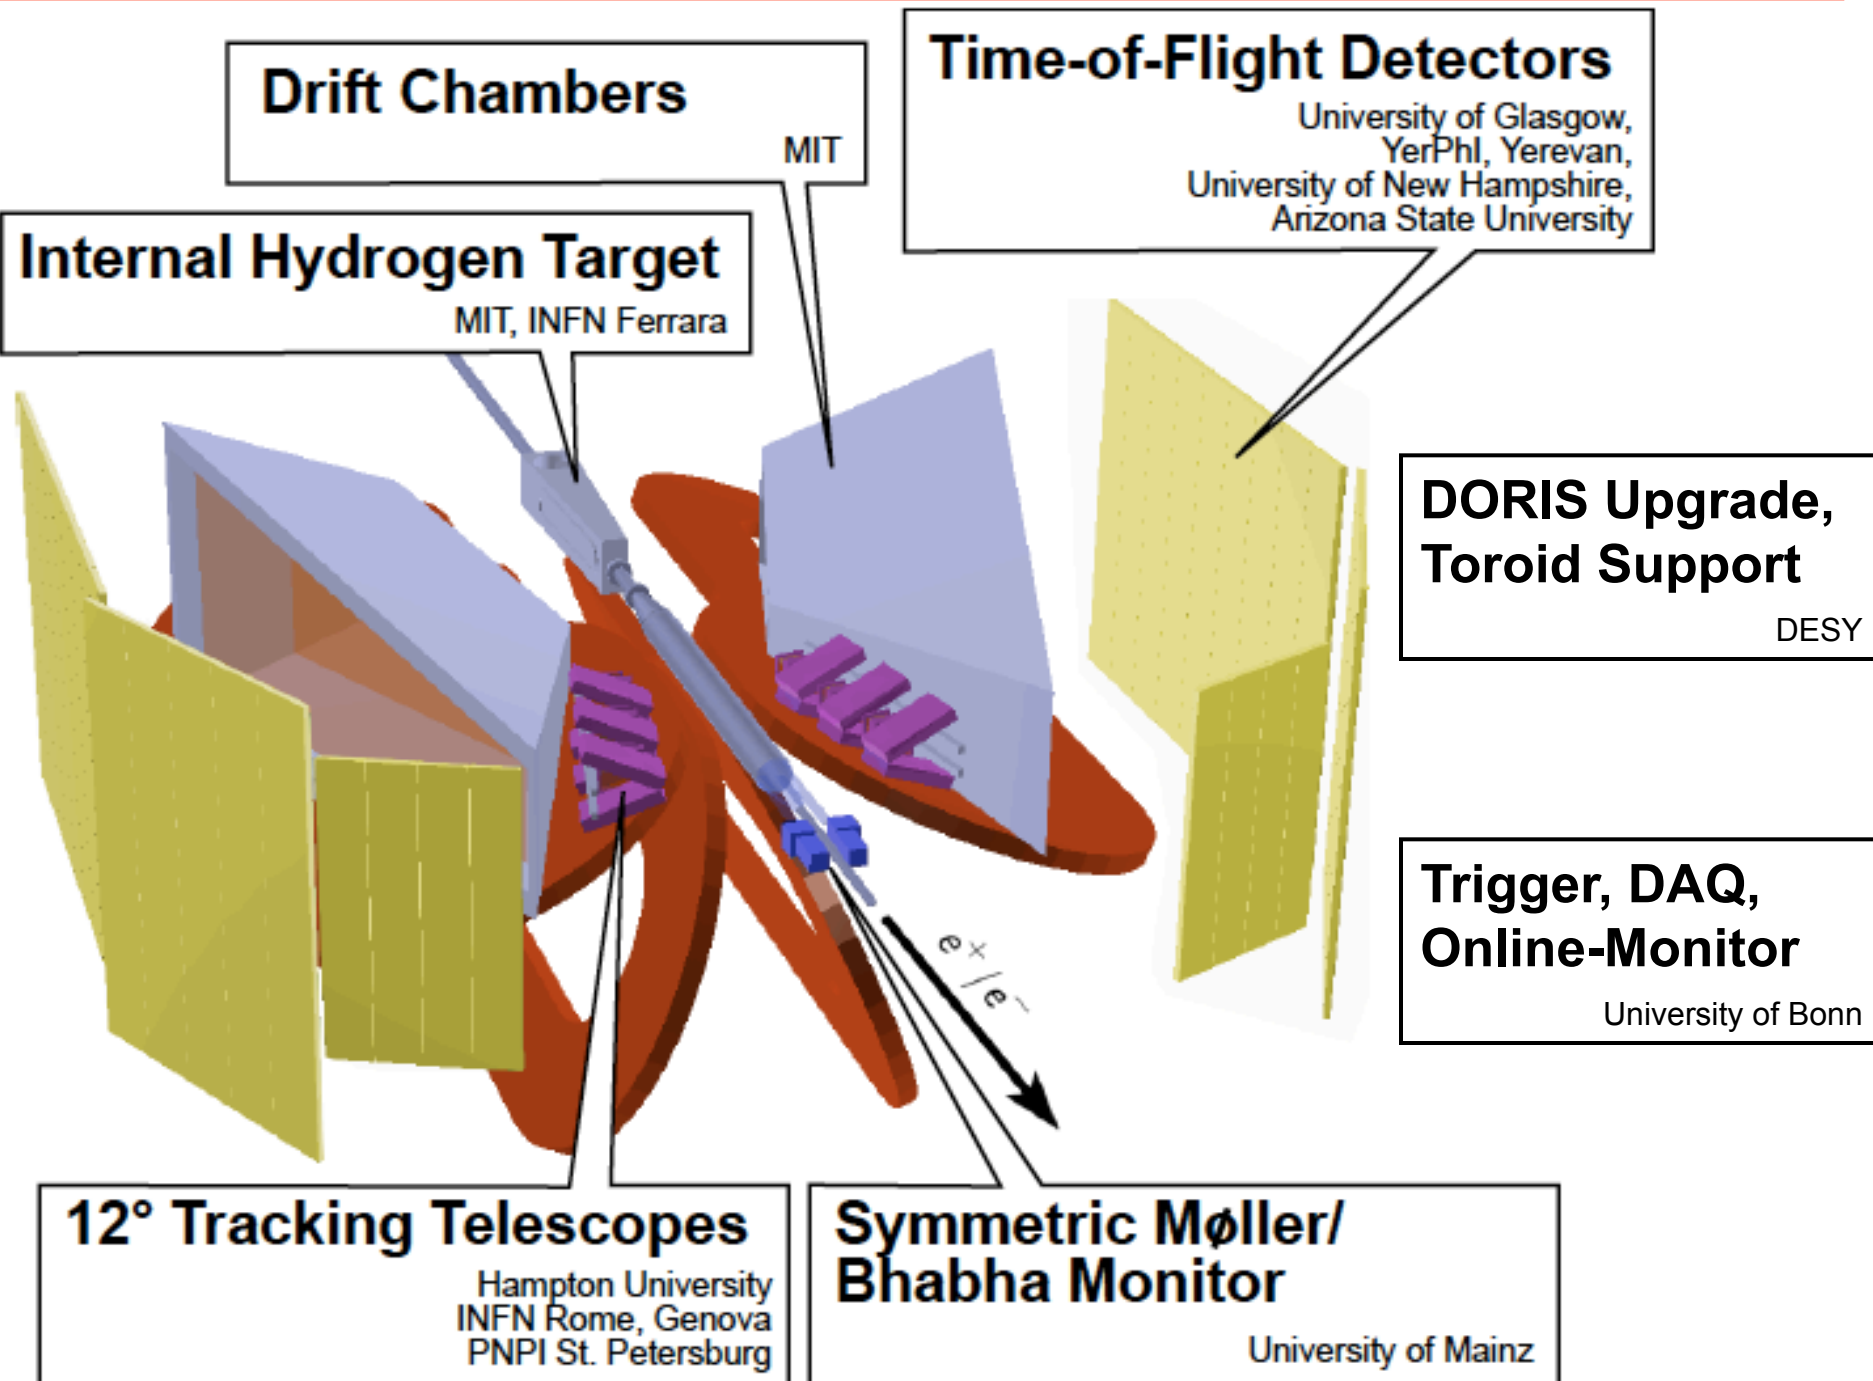 Drift Chambers
MIT
Time-of-Flight Detectors
University of Glasgow,
YerPhI, Yerevan,
University of New Hampshire,
Arizona State University
Internal Hydrogen Target
MIT, INFN Ferrara
DORIS Upgrade,
Toroid Support
DESY
Trigger, DAQ,
Online-Monitor
University of Bonn
e⁺/e⁻
12° Tracking Telescopes
Hampton University
INFN Rome, Genova
PNPI St. Petersburg
Symmetric Møller/
Bhabha Monitor
University of Mainz